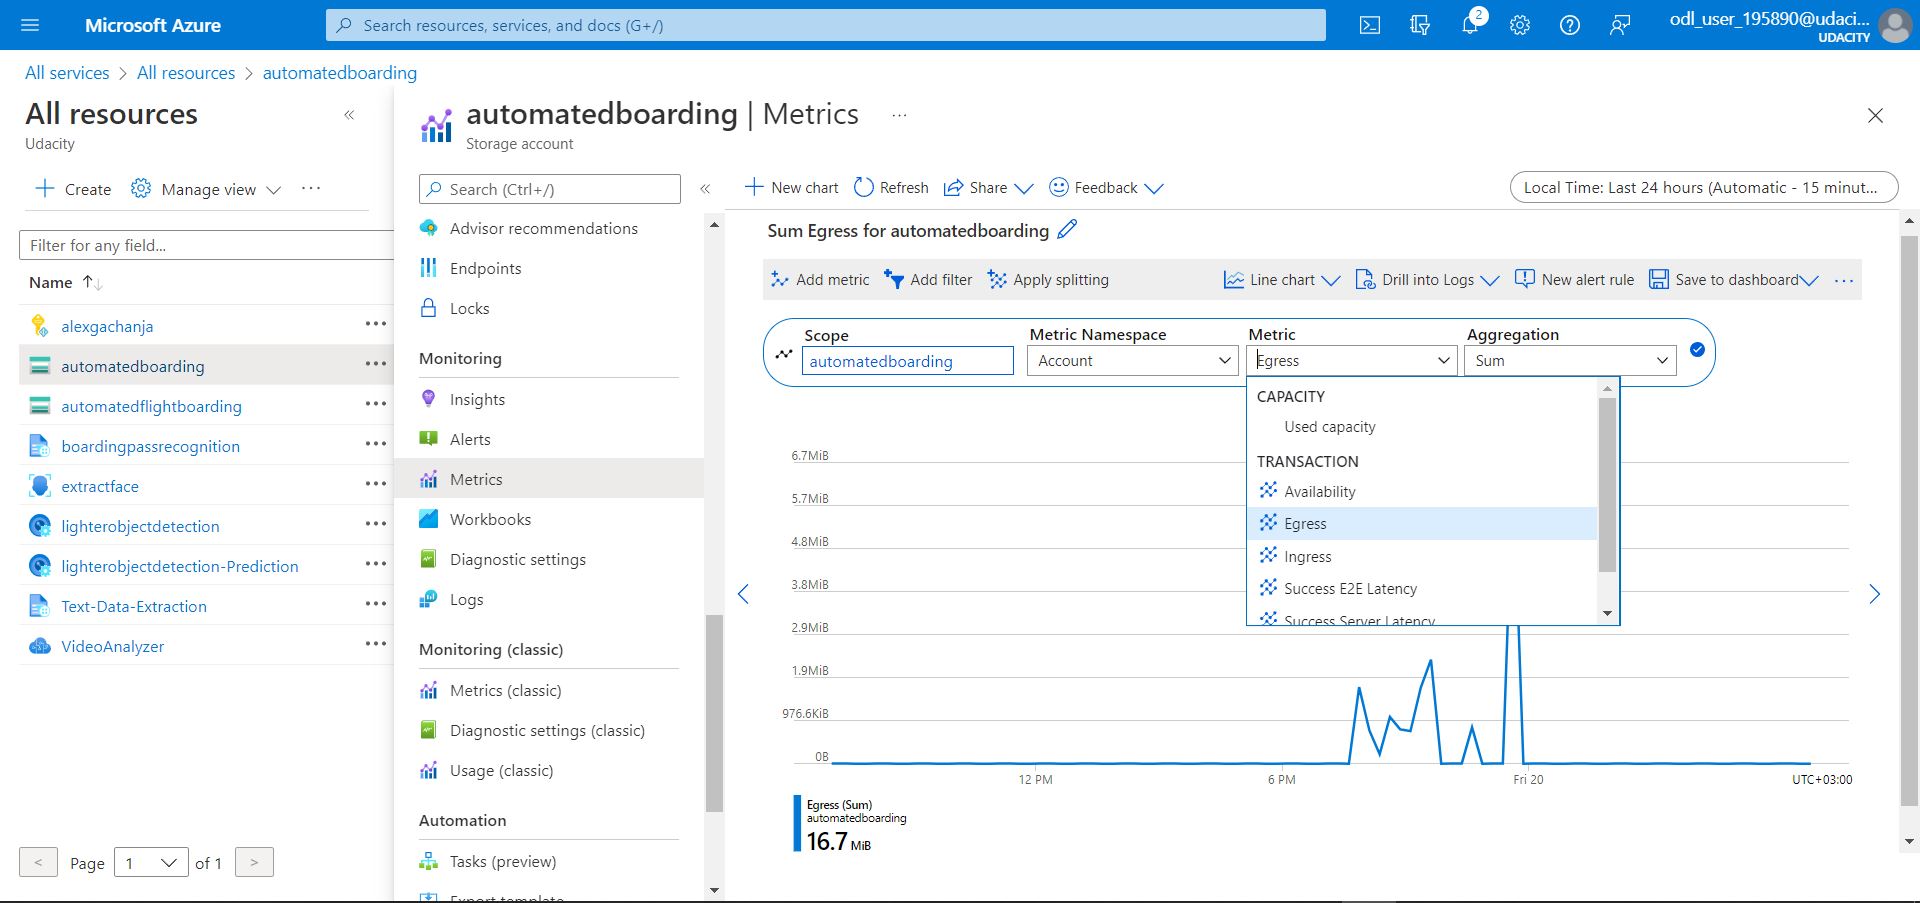 Microsoft Azure
Search resources, services, and docs (G+/)
2
odl_user_195890@udaci...
UDACITY
All services > All resources > automatedboarding
All resources
«
Udacity
Create
Manage view
...
Filter for any field...
Name ↑↓
alexgachanja
automatedboarding
automatedflightboarding
boardingpassrecognition
extractface
lighterobjectdetection
lighterobjectdetection-Prediction
Text-Data-Extraction
VideoAnalyzer
< Page 1 of 1 >
automatedboarding | Metrics
...
Storage account
Search (Ctrl+/)
«
Advisor recommendations
Endpoints
Locks
Monitoring
Insights
Alerts
Metrics
Workbooks
Diagnostic settings
Logs
Monitoring (classic)
Metrics (classic)
Diagnostic settings (classic)
Usage (classic)
Automation
Tasks (preview)
Export template
New chart
Refresh
Share
Feedback
Local Time: Last 24 hours (Automatic - 15 minut...
Sum Egress for automatedboarding
Add metric
Add filter
Apply splitting
Line chart
Drill into Logs
New alert rule
Save to dashboard
...
Scope
Metric Namespace
Metric
Aggregation
automatedboarding
Account
Egress
Sum
CAPACITY
Used capacity
TRANSACTION
Availability
Egress
Ingress
Success E2E Latency
Success Server Latency
6.7MiB
5.7MiB
4.8MiB
3.8MiB
2.9MiB
1.9MiB
976.6KiB
0B
12 PM
6 PM
Fri 20
UTC+03:00
Egress (Sum)
automatedboarding
16.7 MiB